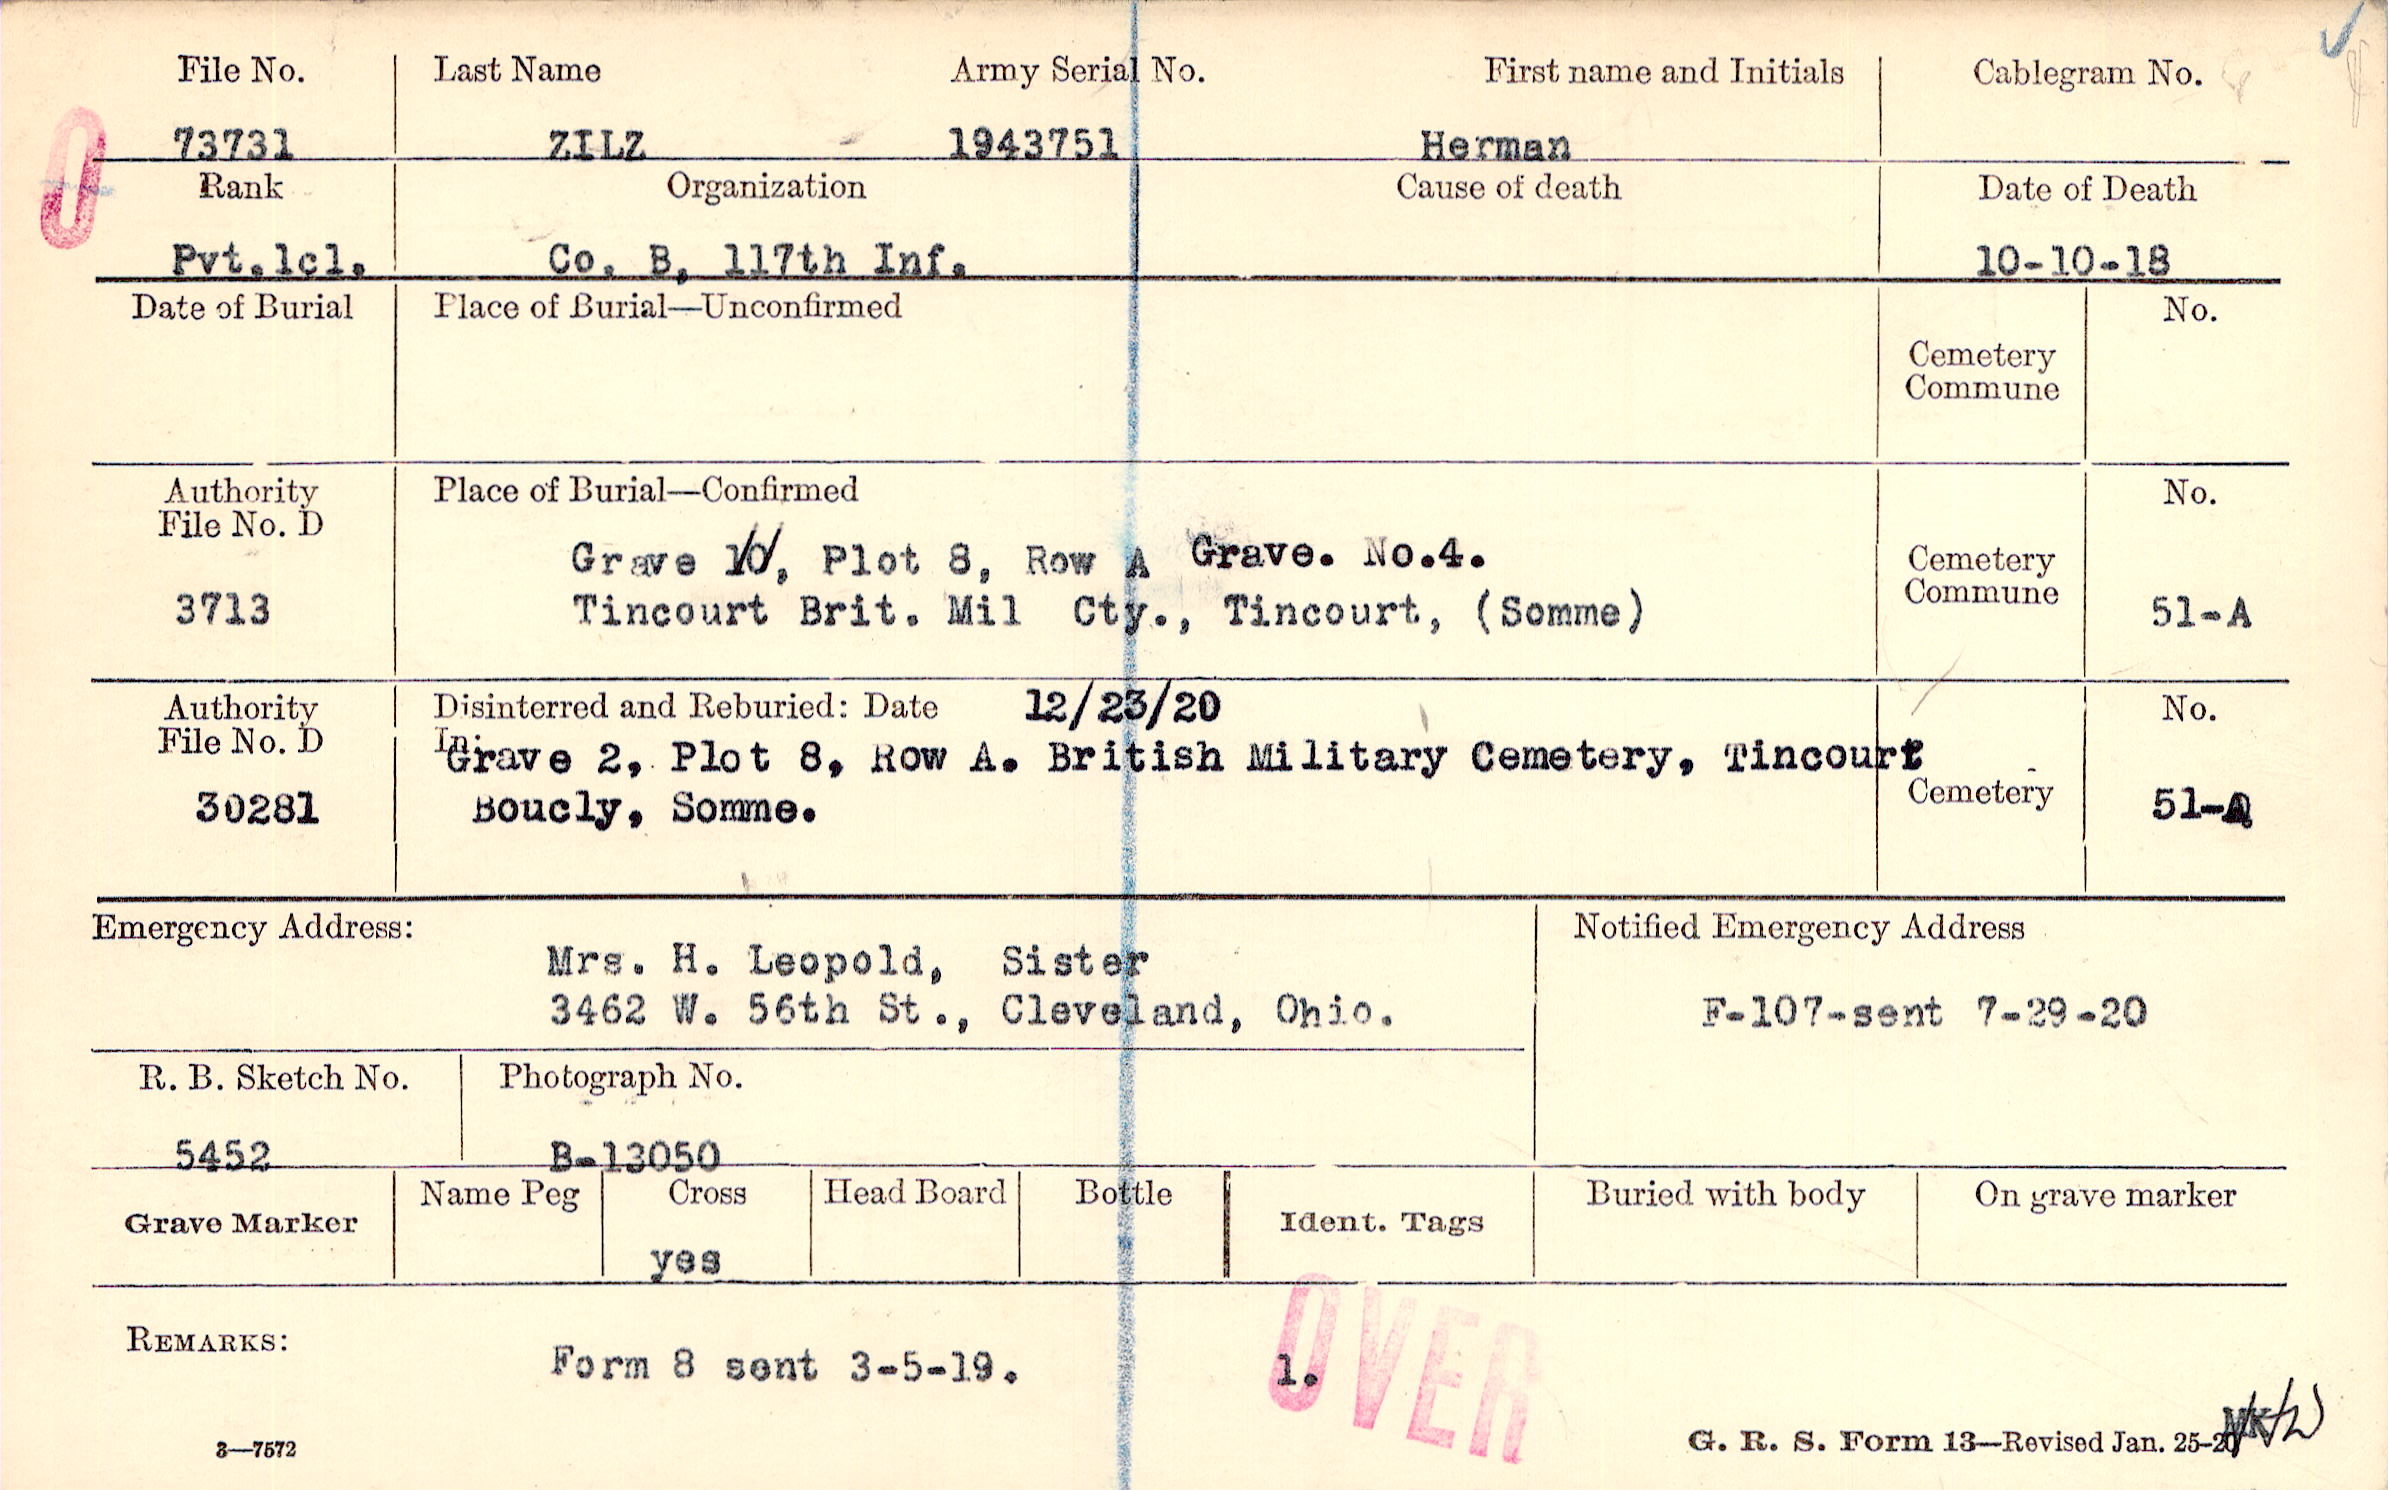 File No. Last Name Army Serial No. First name and Initials Cablegram No.
73731 ZILZ 1943751 Herman
Rank Organization Cause of death Date of Death
Pvt.1cl. Co. B, 117th Inf. 10-10-18
Date of Burial Place of Burial—Unconfirmed No.
Cemetery
Commune
Authority Place of Burial—Confirmed No.
File No. D
Grave 10, Plot 8, Row A Grave. No.4. Cemetery
3713 Tincourt Brit. Mil Cty., Tincourt, (Somme) Commune 51-A
Authority Disinterred and Reburied: Date 12/23/20 No.
File No. D In:
Grave 2, Plot 8, Row A. British Military Cemetery, Tincourt
30281 Boucly, Somme. Cemetery 51-A
Emergency Address: Notified Emergency Address
Mrs. H. Leopold, Sister
3462 W. 56th St., Cleveland, Ohio. F-107-sent 7-29-20
R. B. Sketch No. Photograph No.
5452 B-13050
Grave Marker Name Peg Cross Head Board Bottle Ident. Tags Buried with body On grave marker
yes
REMARKS: Form 8 sent 3-5-19. 1. OVER
3—7572 G. R. S. Form 13—Revised Jan. 25-20